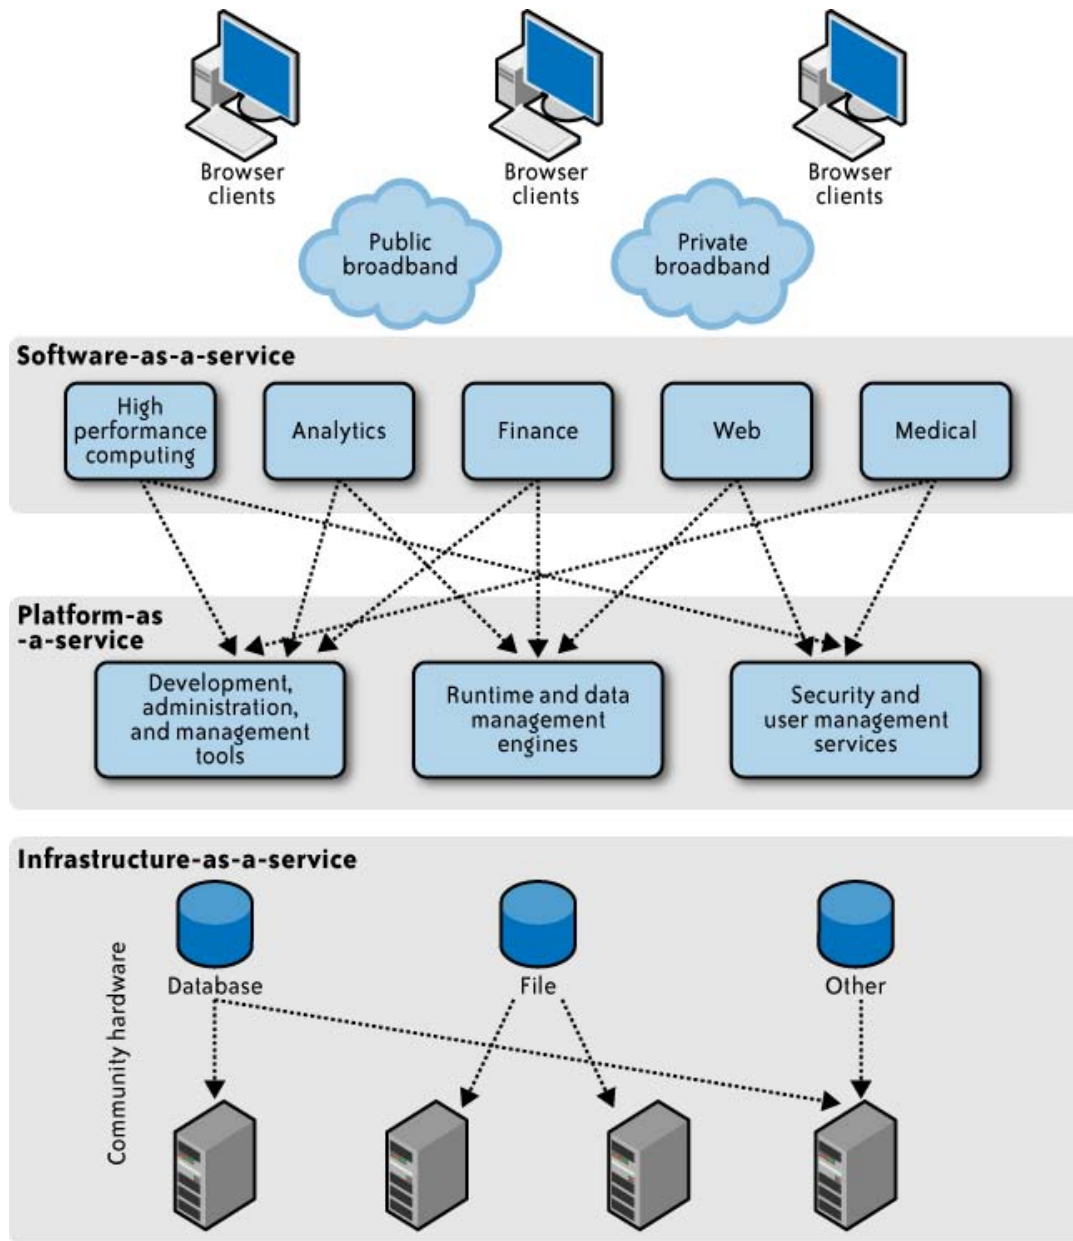 Browser
clients
Browser
clients
Browser
clients
Public
broadband
Private
broadband
Software-as-a-service
High
performance
computing
Analytics
Finance
Web
Medical
Platform-as
-a-service
Development,
administration,
and management
tools
Runtime and data
management
engines
Security and
user management
services
Infrastructure-as-a-service
Community hardware
Database
File
Other